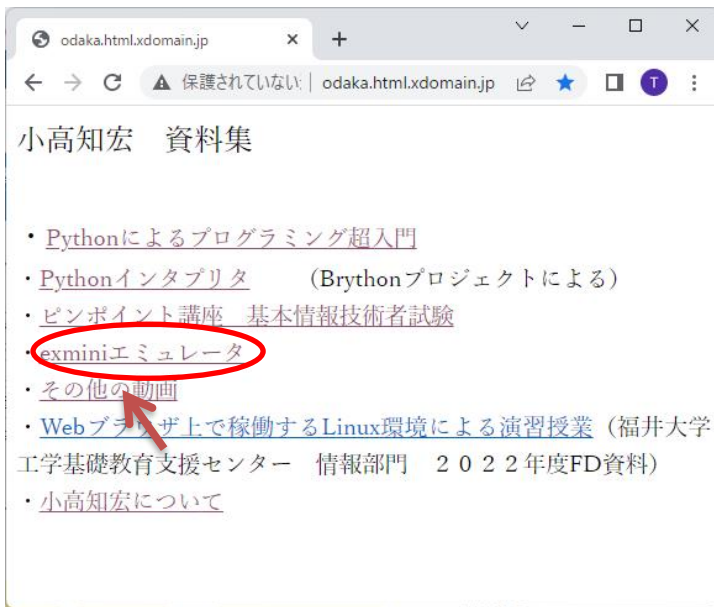 odaka.html.xdomain.jp
保護されていない odaka.html.xdomain.jp T
小高知宏　資料集
・Pythonによるプログラミング超入門
・Pythonインタプリタ　　（Brythonプロジェクトによる）
・ピンポイント講座　基本情報技術者試験
・exminiエミュレータ
・その他の動画
・Webブラウザ上で稼働するLinux環境による演習授業（福井大学
工学基礎教育支援センター　情報部門　２０２２年度FD資料）
・小高知宏について